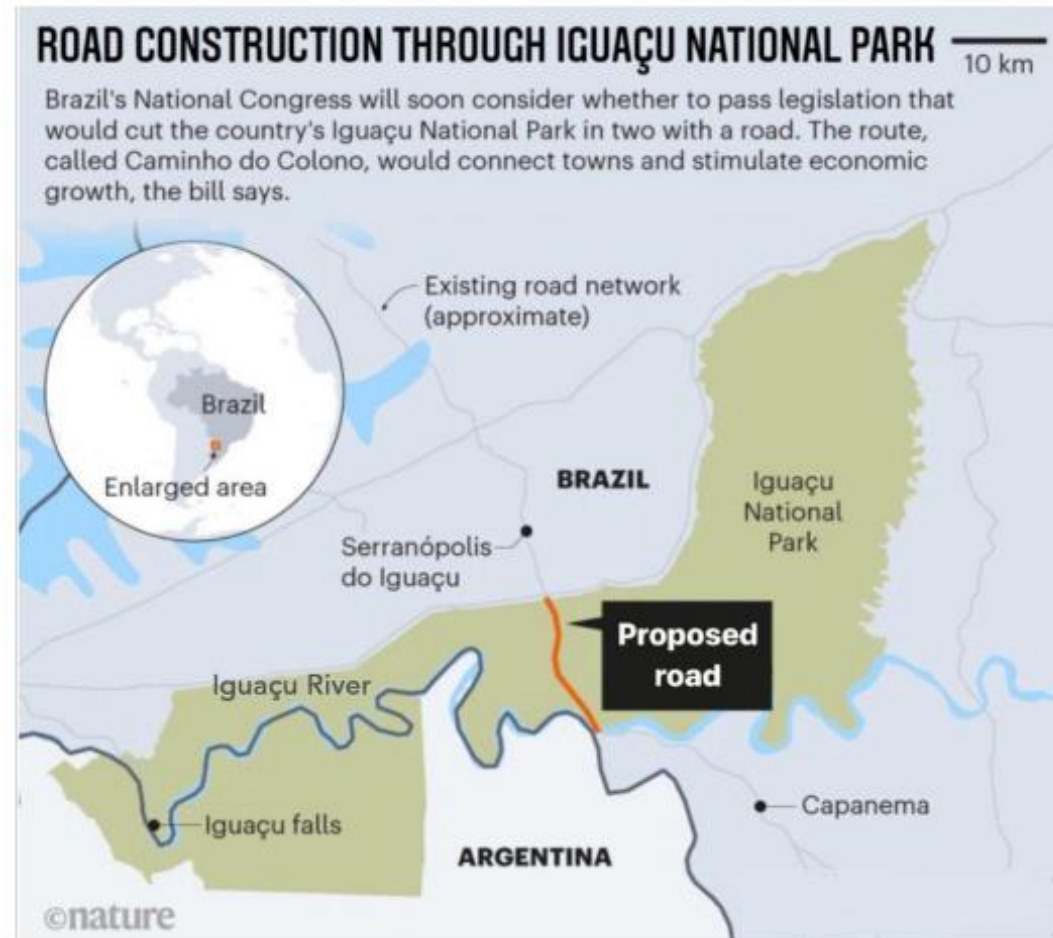 ROAD CONSTRUCTION THROUGH IGUAÇU NATIONAL PARK
10 km
Brazil's National Congress will soon consider whether to pass legislation that
would cut the country's Iguaçu National Park in two with a road. The route,
called Caminho do Colono, would connect towns and stimulate economic
growth, the bill says.
Existing road network
(approximate)
Brazil
Enlarged area
BRAZIL
Iguaçu
National
Park
Serranópolis
do Iguaçu
Proposed
road
Iguaçu River
Capanema
Iguaçu falls
ARGENTINA
©nature